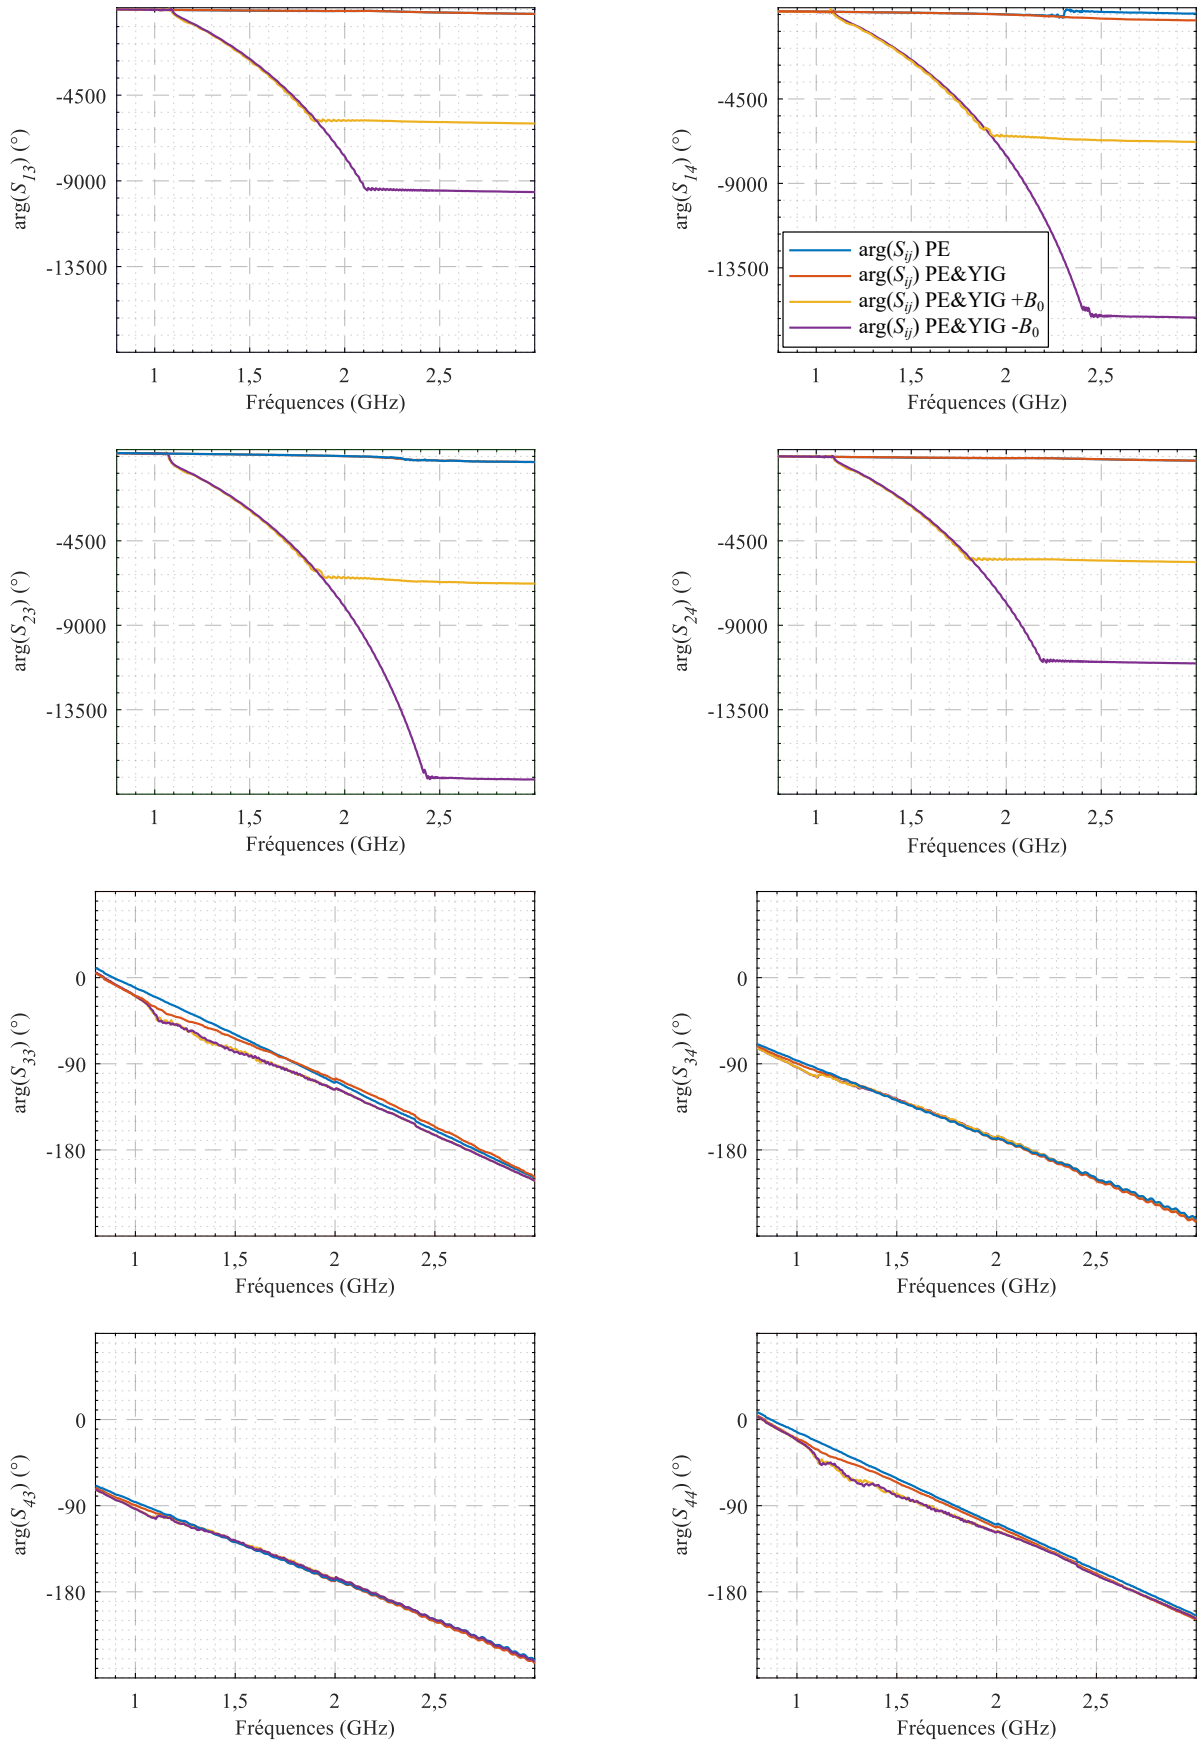 arg(S13) (°)
-4500
-9000
-13500
1 1,5 2 2,5
Fréquences (GHz)
arg(S14) (°)
-4500
-9000
-13500
arg(Sij) PE
arg(Sij) PE&YIG
arg(Sij) PE&YIG +B0
arg(Sij) PE&YIG -B0
1 1,5 2 2,5
Fréquences (GHz)
arg(S23) (°)
-4500
-9000
-13500
1 1,5 2 2,5
Fréquences (GHz)
arg(S24) (°)
-4500
-9000
-13500
1 1,5 2 2,5
Fréquences (GHz)
arg(S33) (°)
0
-90
-180
1 1,5 2 2,5
Fréquences (GHz)
arg(S34) (°)
0
-90
-180
1 1,5 2 2,5
Fréquences (GHz)
arg(S43) (°)
0
-90
-180
1 1,5 2 2,5
Fréquences (GHz)
arg(S44) (°)
0
-90
-180
1 1,5 2 2,5
Fréquences (GHz)